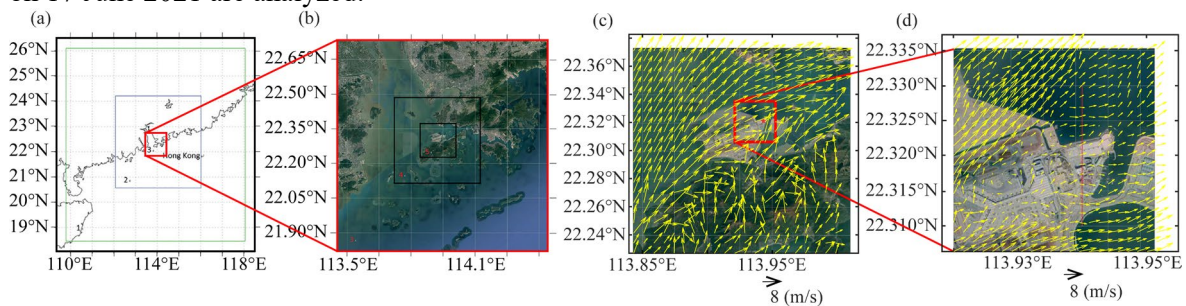 on 17 June 2021 are analyzed.
(a) (b) (c) (d)
26°N
25°N
24°N
23°N
22°N
21°N
20°N
19°N
110°E 114°E 118°E
Hong Kong
3
2
1
22.65°N
22.50°N
22.35°N
22.20°N
22.05°N
21.90°N
113.5°E 114.1°E
22.36°N
22.34°N
22.32°N
22.30°N
22.28°N
22.26°N
22.24°N
113.85°E 113.95°E
8 (m/s)
22.335°N
22.325°N
22.320°N
22.315°N
22.310°N
113.93°E 113.95°E
8 (m/s)